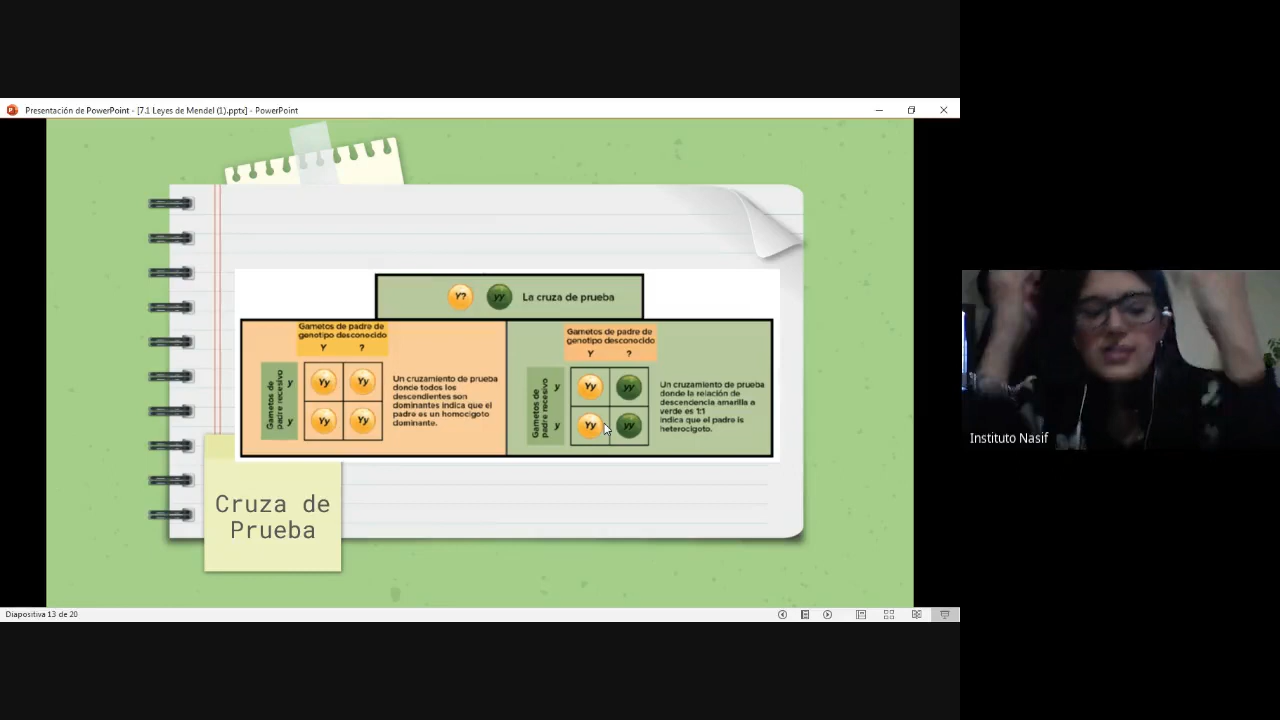 Presentación de PowerPoint - [7.1 Leyes de Mendel (1).pptx] - PowerPoint
Y? yy La cruza de prueba
Gametos de padre de
genotipo desconocido
Y ?
Gametos de
padre recesivo
y
y
Yy Yy
Yy Yy
Un cruzamiento de prueba
donde todos los
descendientes son
dominantes indica que el
padre es un homocigoto
dominante.
Gametos de padre de
genotipo desconocido
Y ?
Gametos de
padre recesivo
y
y
Yy yy
Yy yy
Un cruzamiento de prueba
donde la relación de
descendencia amarilla a
verde es 1:1
indica que el padre is
heterocigoto.
Cruza de
Prueba
Instituto Nasif
Diapositiva 13 de 20